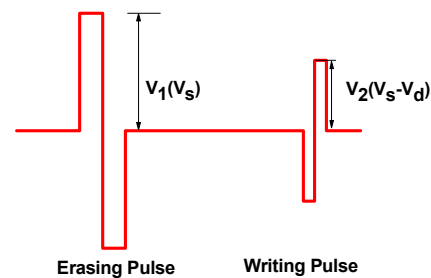 V1(Vs)
V2(Vs-Vd)
Erasing Pulse
Writing Pulse